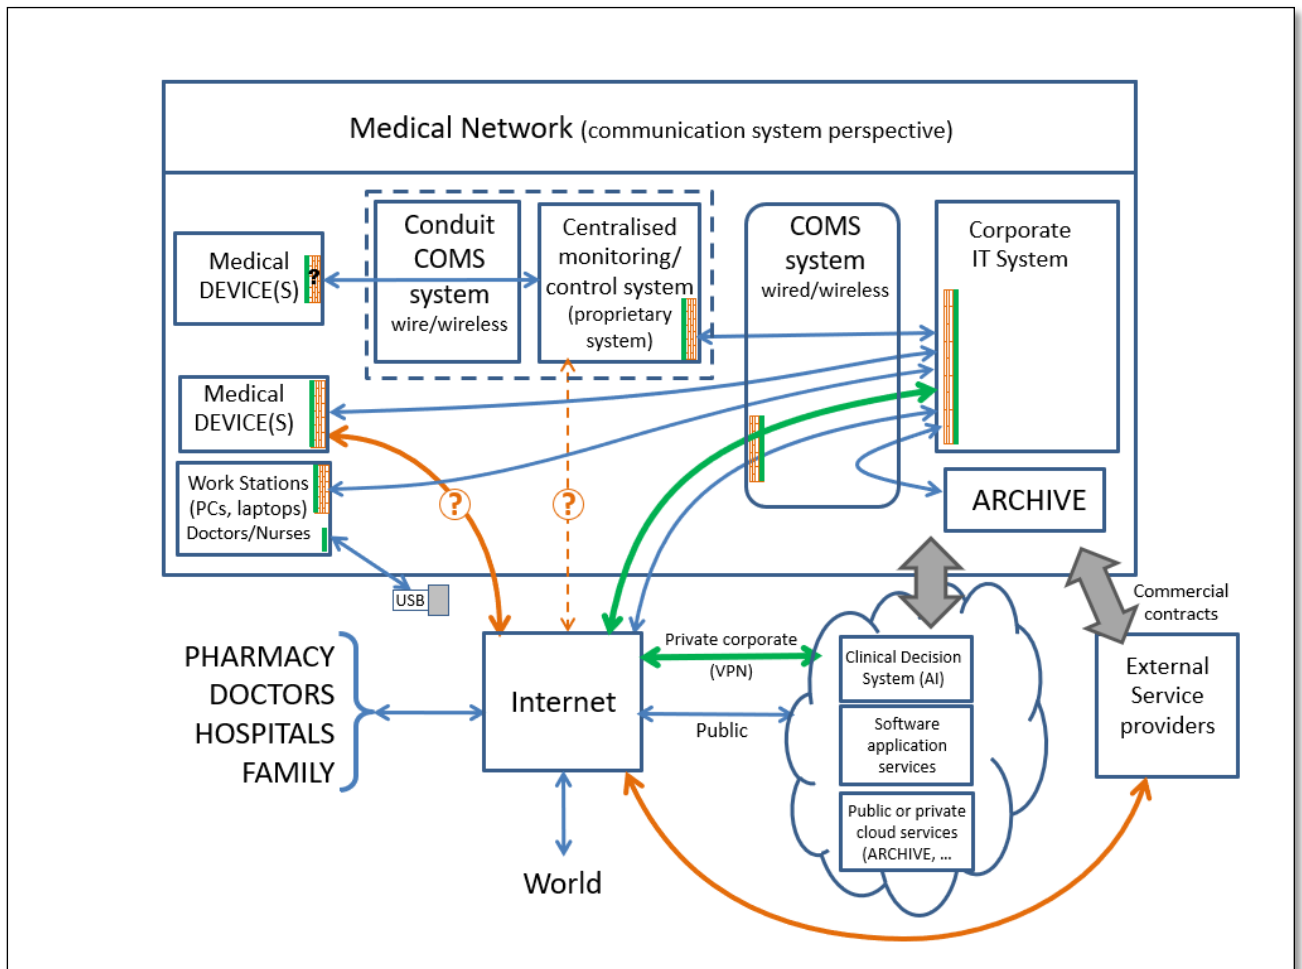 Medical Network (communication system perspective)
Medical
DEVICE(S)
?
Conduit
COMS
system
wire/wireless
Centralised
monitoring/
control system
(proprietary
system)
COMS
system
wired/wireless
Corporate
IT System
Medical
DEVICE(S)
Work Stations
(PCs, laptops)
Doctors/Nurses
?
?
ARCHIVE
USB
Commercial
contracts
PHARMACY
DOCTORS
HOSPITALS
FAMILY
Internet
Private corporate
(VPN)
Public
Clinical Decision
System (AI)
Software
application
services
Public or private
cloud services
(ARCHIVE, ...
External
Service
providers
World